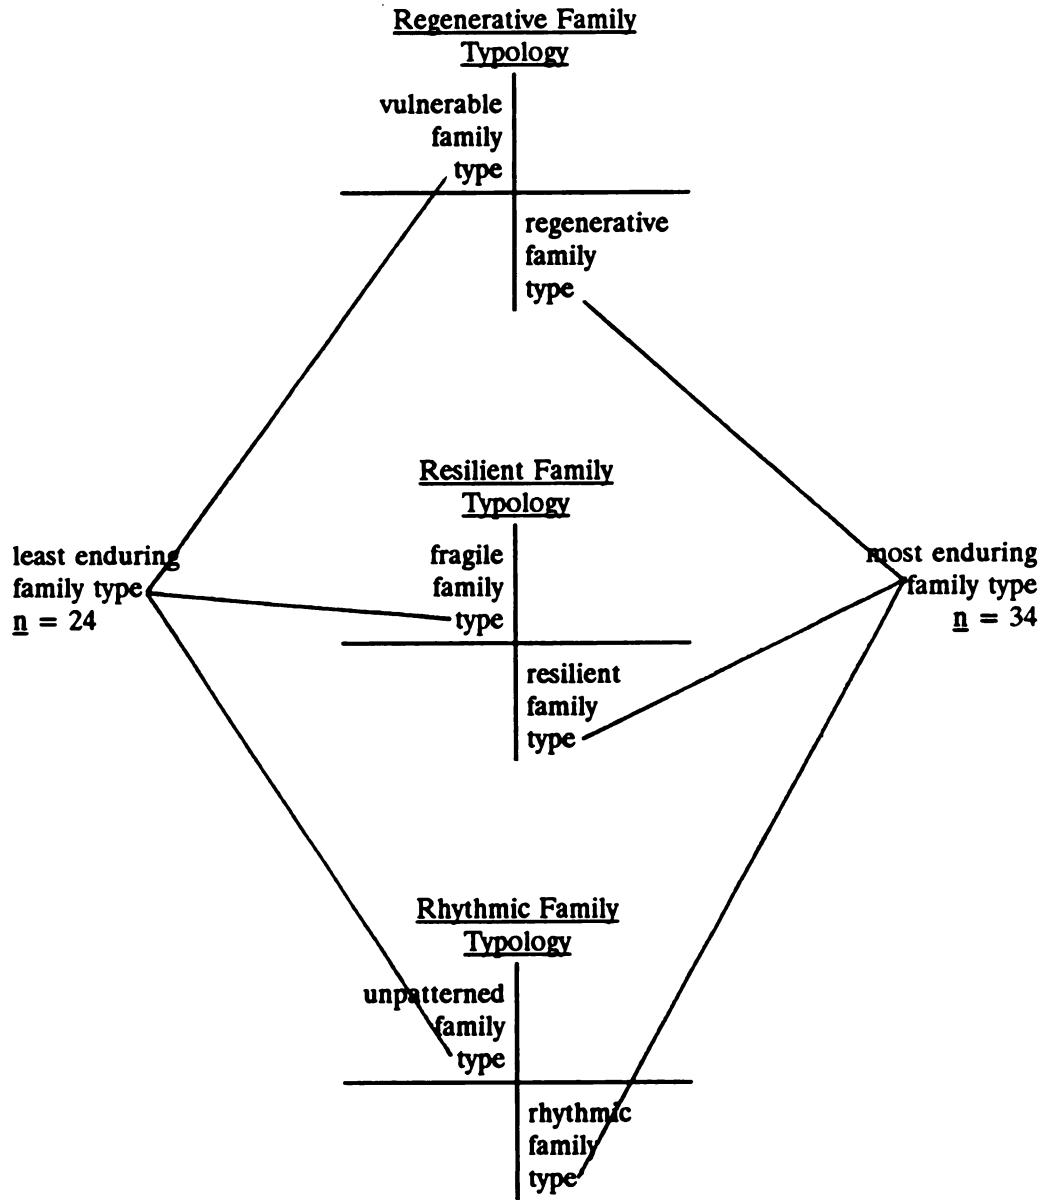 Regenerative Family
Typology
vulnerable
family
type
regenerative
family
type
Resilient Family
Typology
least enduring
family type
n = 24
fragile
family
type
most enduring
family type
n = 34
resilient
family
type
Rhythmic Family
Typology
unpatterned
family
type
rhythmic
family
type